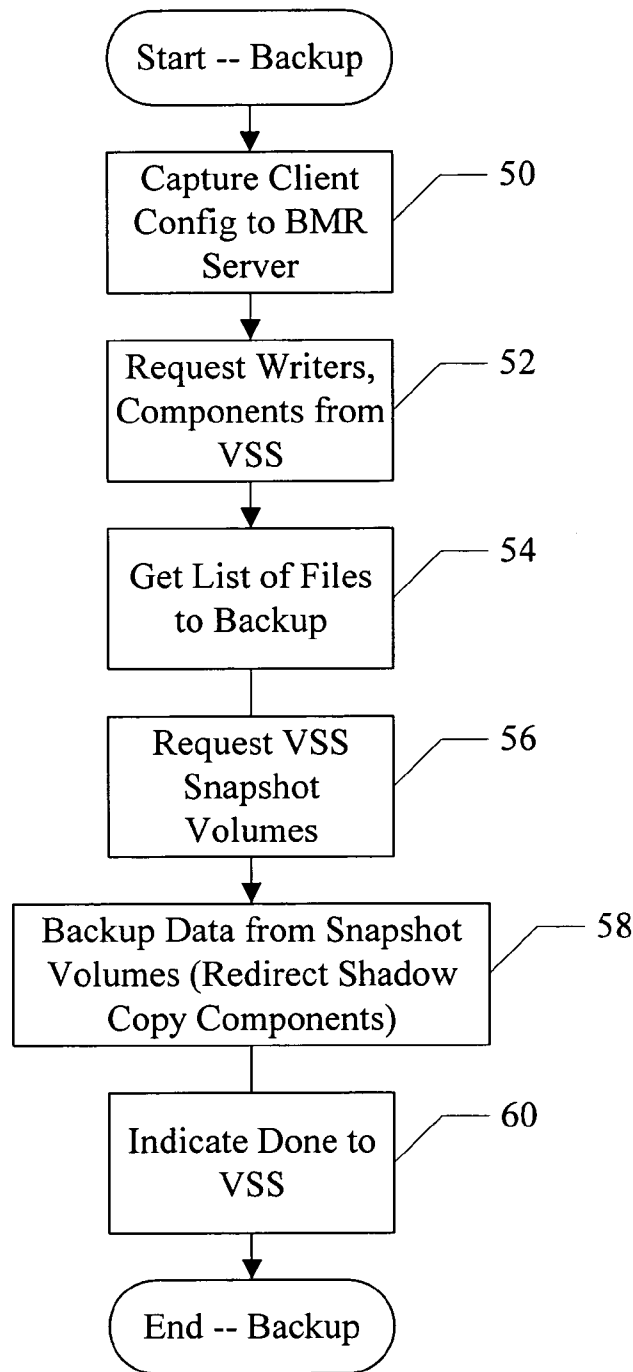 Start -- Backup
Capture Client
Config to BMR
Server
50
Request Writers,
Components from
VSS
52
Get List of Files
to Backup
54
Request VSS
Snapshot
Volumes
56
Backup Data from Snapshot
Volumes (Redirect Shadow
Copy Components)
58
Indicate Done to
VSS
60
End -- Backup